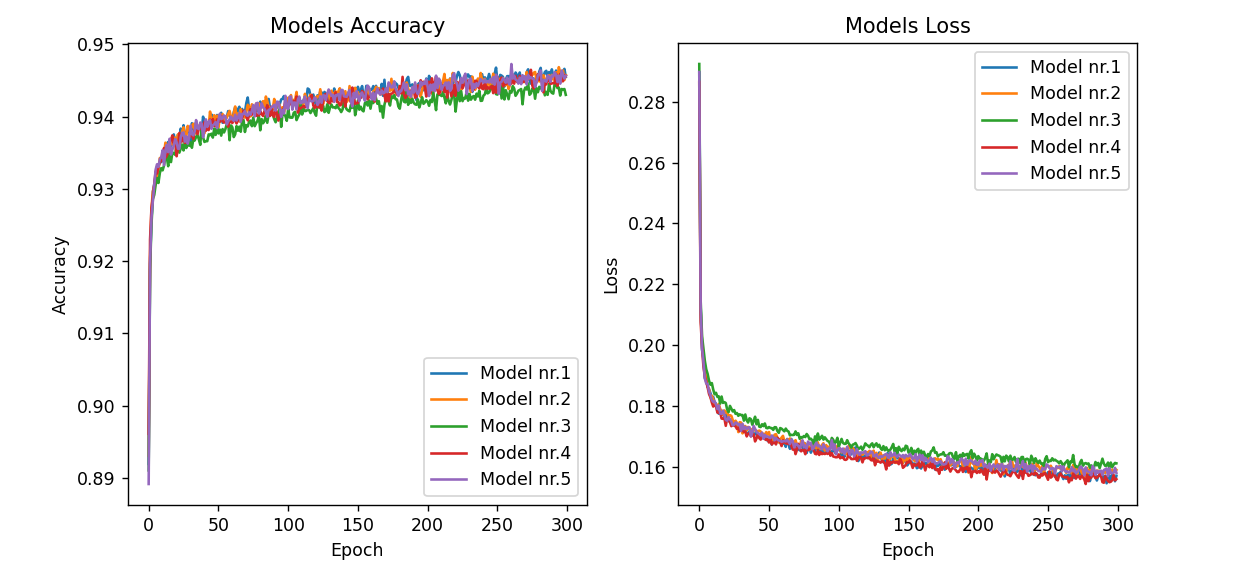 Models Accuracy
Accuracy
0.95
0.94
0.93
0.92
0.91
0.90
0.89
0 50 100 150 200 250 300
Epoch
Model nr.1
Model nr.2
Model nr.3
Model nr.4
Model nr.5
Models Loss
Loss
0.28
0.26
0.24
0.22
0.20
0.18
0.16
0 50 100 150 200 250 300
Epoch
Model nr.1
Model nr.2
Model nr.3
Model nr.4
Model nr.5